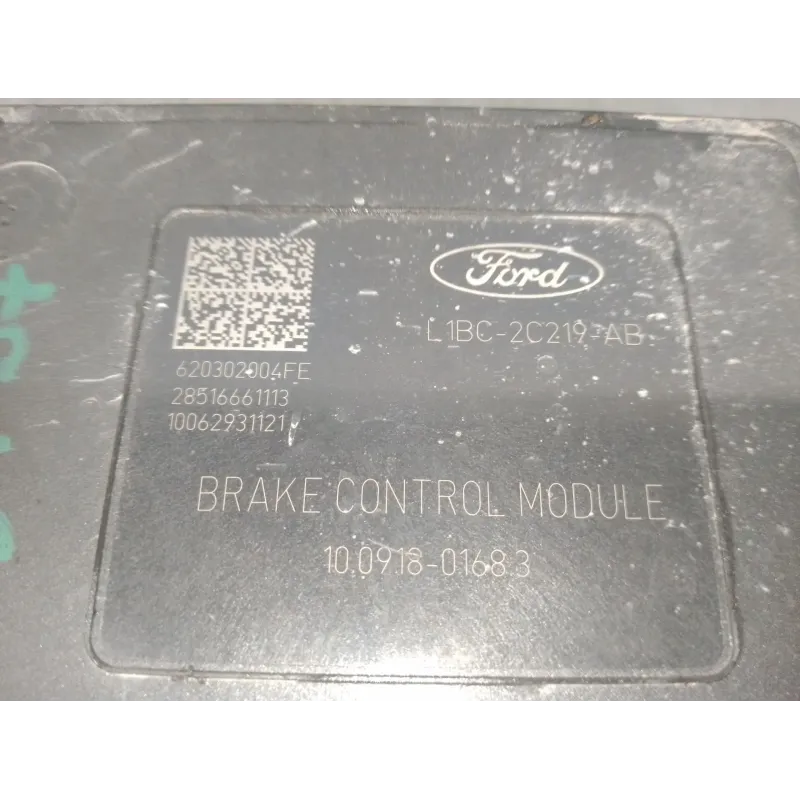 Ford
L1BC-2C219-AB
620302004FE
28516661113
10062931121
BRAKE CONTROL MODULE
10.0918-0168.3